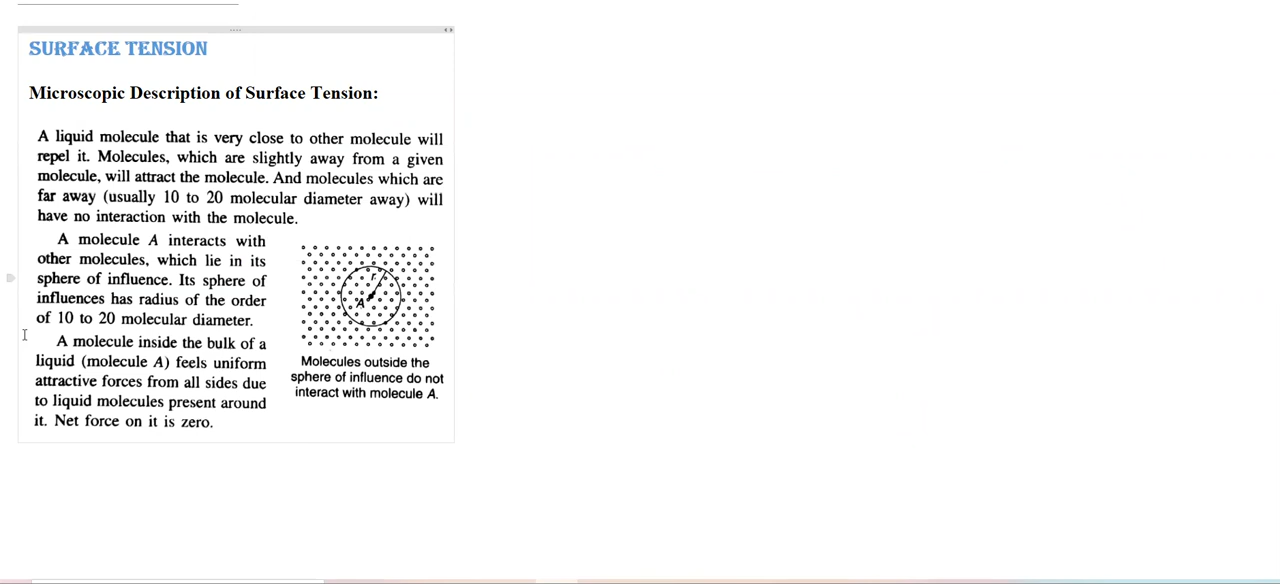 SURFACE TENSION
Microscopic Description of Surface Tension:
A liquid molecule that is very close to other molecule will
repel it. Molecules, which are slightly away from a given
molecule, will attract the molecule. And molecules which are
far away (usually 10 to 20 molecular diameter away) will
have no interaction with the molecule.
A molecule A interacts with
other molecules, which lie in its
sphere of influence. Its sphere of
influences has radius of the order
of 10 to 20 molecular diameter.
A molecule inside the bulk of a
liquid (molecule A) feels uniform
attractive forces from all sides due
to liquid molecules present around
it. Net force on it is zero.
r
A
Molecules outside the
sphere of influence do not
interact with molecule A.